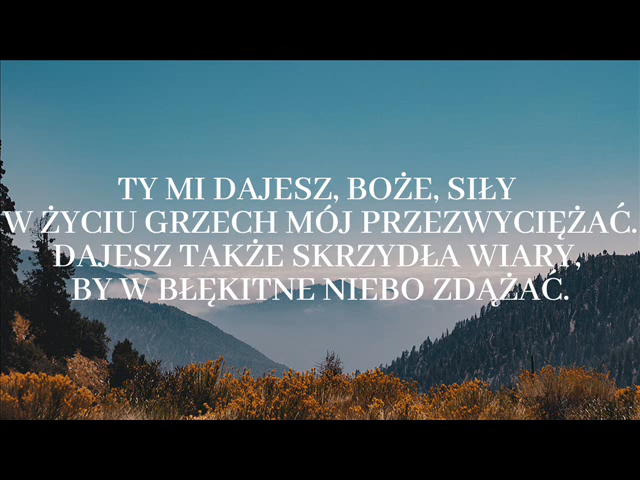 TY MI DAJESZ, BOŻE, SIŁY
W ŻYCIU GRZECH MÓJ PRZEZWYCIĘŻAĆ.
DAJESZ TAKŻE SKRZYDŁA WIARY,
BY W BŁĘKITNE NIEBO ZDĄŻAĆ.